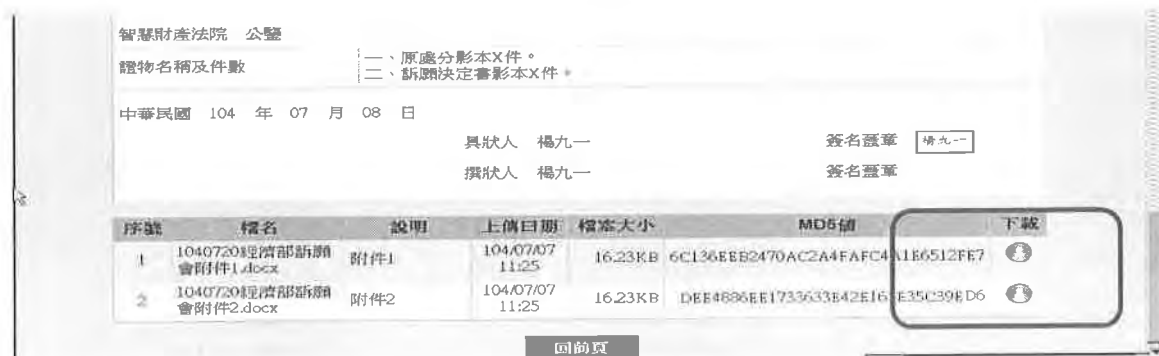 智慧財產法院 公鑒
證物名稱及件數
一、原處分影本X件。
二、訴願決定書影本X件。
中華民國 104 年 07 月 08 日
具狀人 楊九一 簽名蓋章 楊九一
撰狀人 楊九一 簽名蓋章
序號 檔名 說明 上傳日期 檔案大小 MD5值 下載
1 1040720經濟部訴願會附件1.docx 附件1 104/07/07 11:25 16.23KB
2 1040720經濟部訴願會附件2.docx 附件2 104/07/07 11:25 16.23KB
回前頁